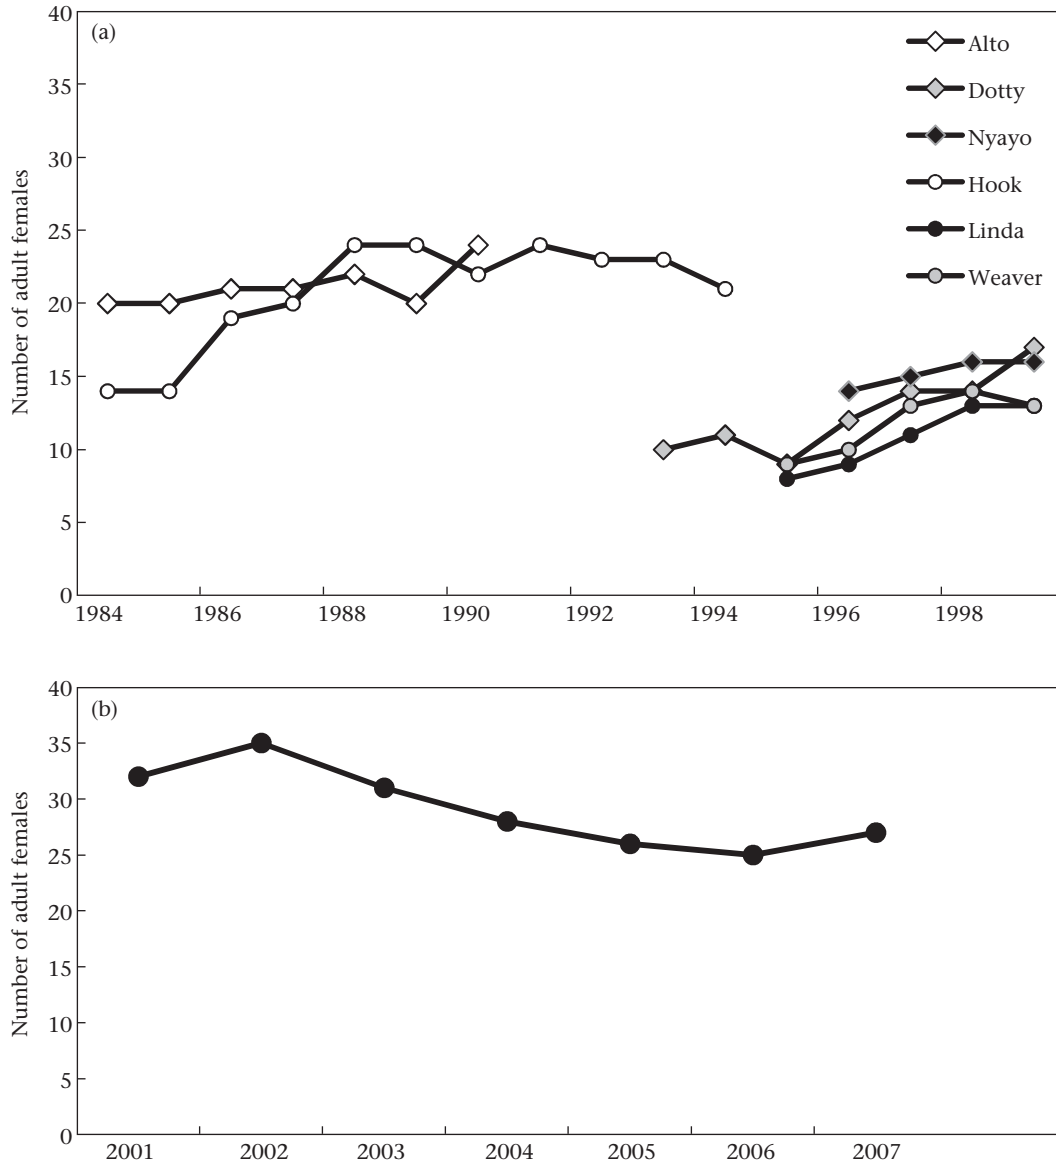 40
(a)
Alto
35
Dotty
Nyayo
30
Hook
25
Linda
Weaver
20
15
10
5
0
Number of adult females
1984 1986 1988 1990 1992 1994 1996 1998
40
(b)
35
30
25
20
15
10
5
0
Number of adult females
2001 2002 2003 2004 2005 2006 2007